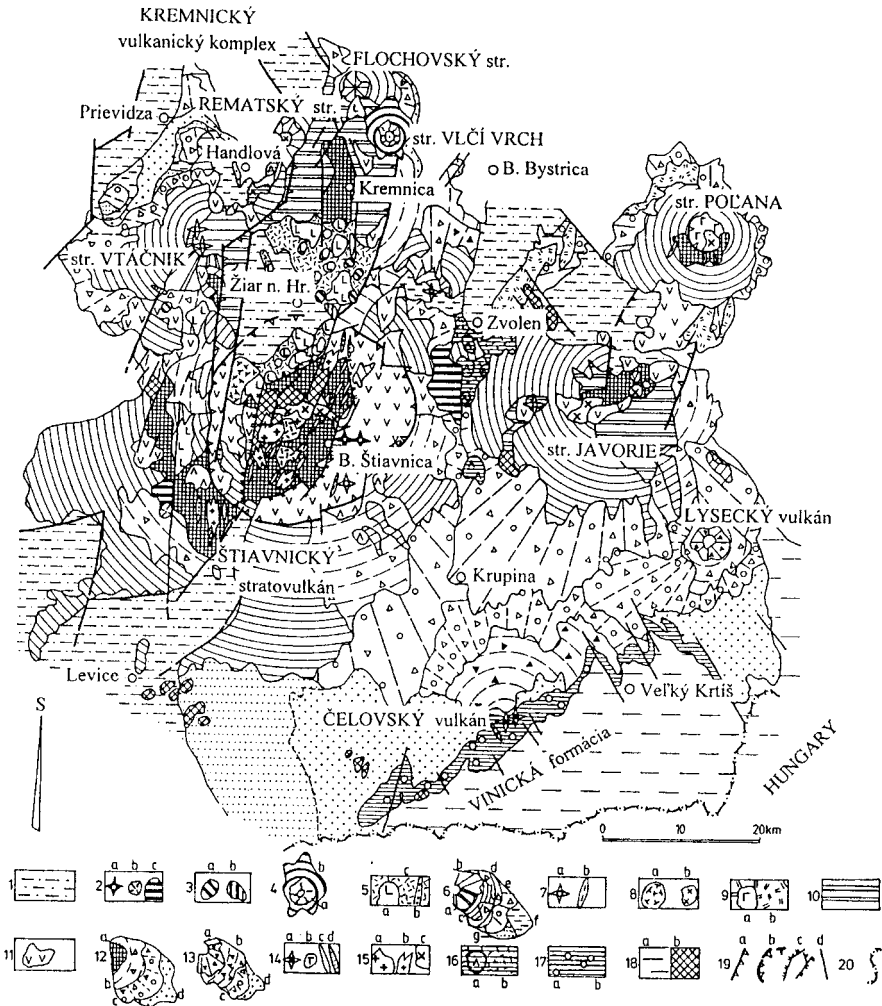 KREMNICKÝ
vulkanický komplex
FLOCHOVSKÝ str.
REMATSKÝ str.
Prievidza
str. VLČÍ VRCH
Handlová
B. Bystrica
Kremnica
str. POĽANA
str. VTÁČNIK
Žiar n. Hr.
Zvolen
B. Štiavnica
str. JAVORIE
LYSECKÝ vulkán
ŠTIAVNICKÝ
stratovulkán
Krupina
Levice
Veľký Krtíš
S
ČELOVSKÝ vulkán
VINICKÁ formácia
HUNGARY
0 10 20km
1 2 a b c 3 a b 4 a b 5 a b c 6 a b c d e f g 7 a b 8 a b 9 a b 10
11 12 a b c d 13 a b c d 14 a b c d 15 a b c 16 a b 17 a b 18 a b 19 a b c d 20